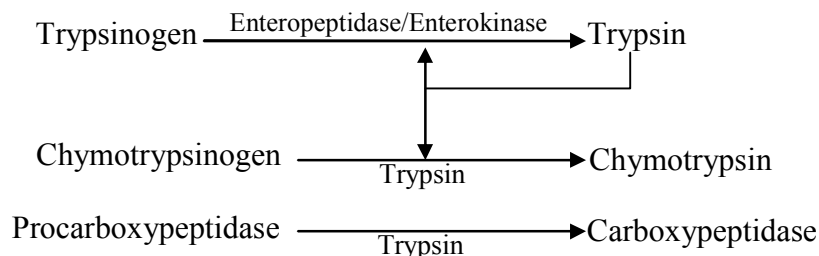 Trypsinogen Enteropeptidase/Enterokinase Trypsin
Chymotrypsinogen Trypsin Chymotrypsin
Procarboxypeptidase Trypsin Carboxypeptidase